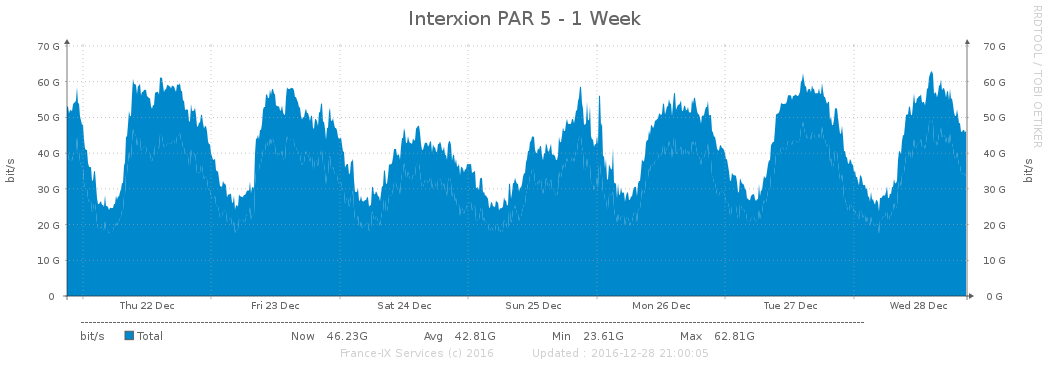 Interxion PAR 5 - 1 Week
RRDTOOL / TOBI OETIKER
70 G 70 G
60 G 60 G
50 G 50 G
40 G 40 G
30 G 30 G
20 G 20 G
10 G 10 G
0 0 G
bit/s bit/s
Thu 22 Dec Fri 23 Dec Sat 24 Dec Sun 25 Dec Mon 26 Dec Tue 27 Dec Wed 28 Dec
bit/s Total Now 46.23G Avg 42.81G Min 23.61G Max 62.81G
France-IX Services (c) 2016 Updated : 2016-12-28 21:00:05